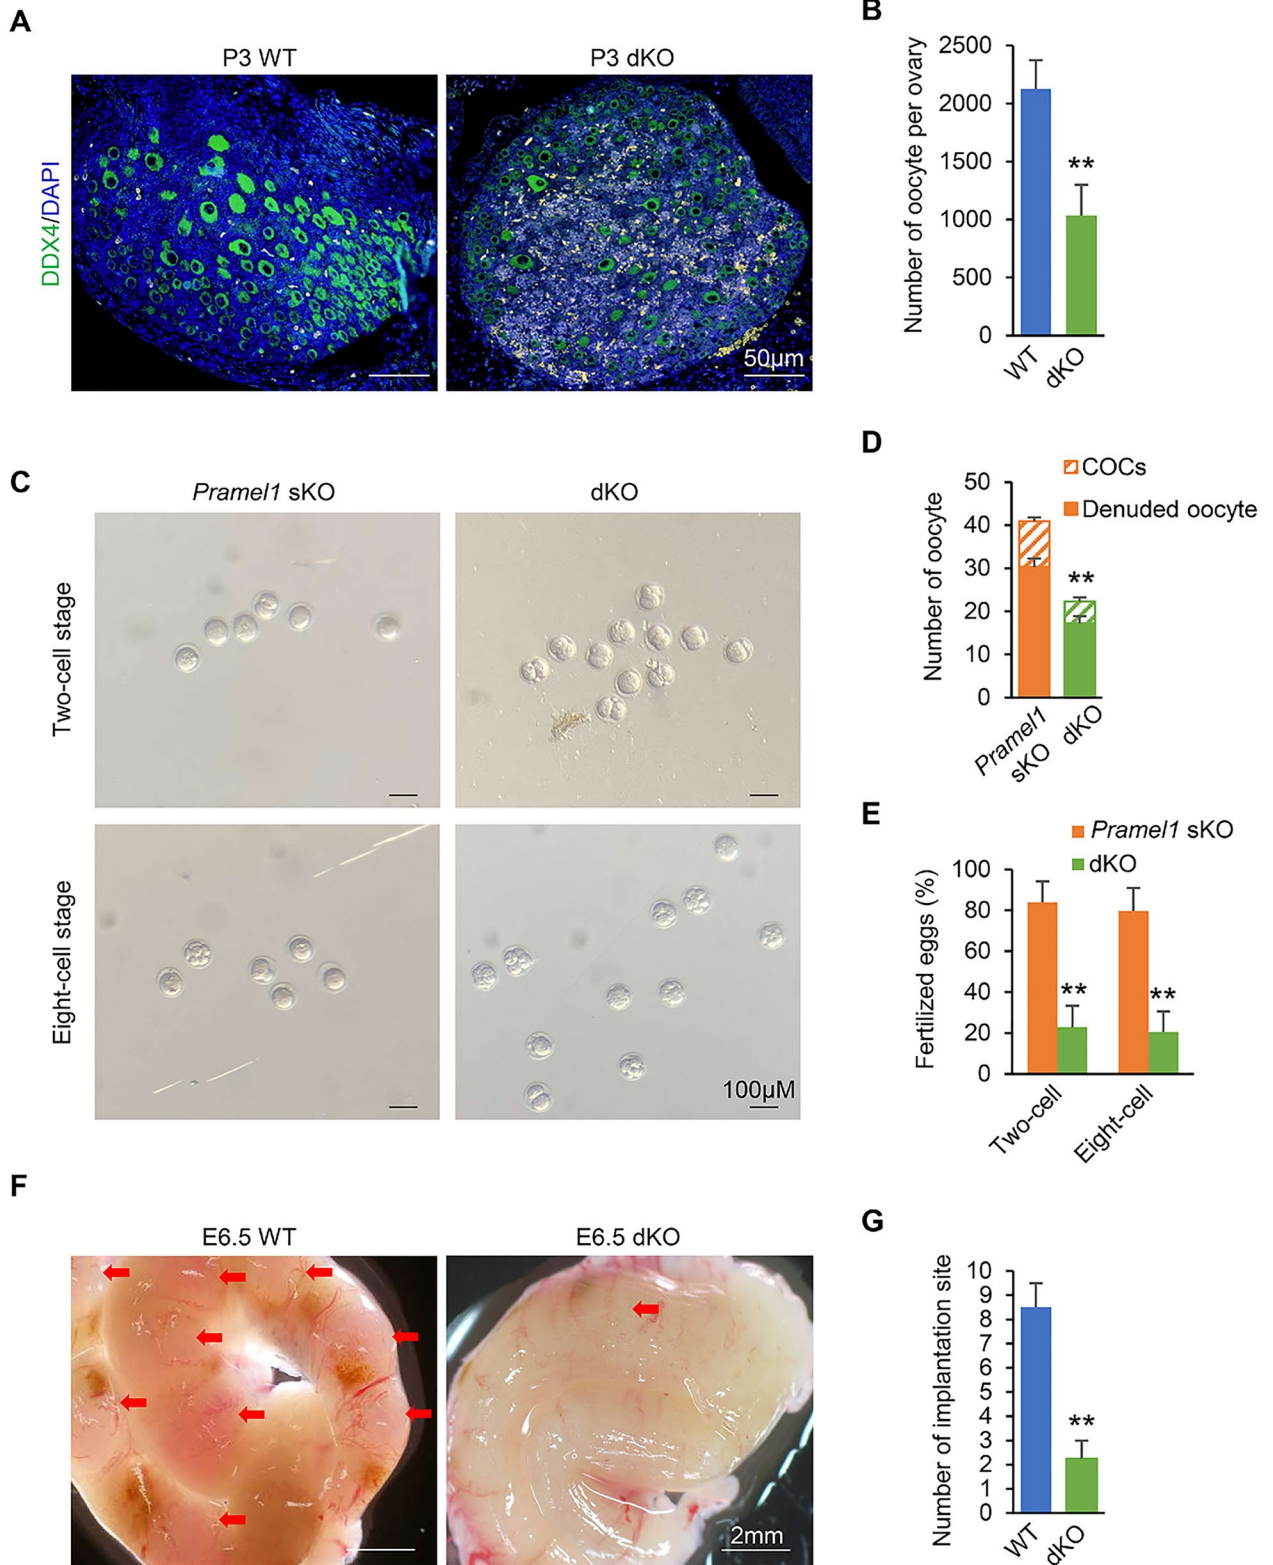 A
P3 WT
P3 dKO
DDX4/DAPI
50µm
B
Number of oocyte per ovary
2500
2000
1500
1000
500
0
**
WT
dKO
C
Pramel1 sKO
dKO
Two-cell stage
Eight-cell stage
100µM
D
COCs
Denuded oocyte
Number of oocyte
50
40
30
20
10
0
**
Pramel1
sKO
dKO
E
Pramel1 sKO
dKO
Fertilized eggs (%)
100
80
60
40
20
0
**
**
Two-cell
Eight-cell
F
E6.5 WT
E6.5 dKO
2mm
G
Number of implantation site
10
9
8
7
6
5
4
3
2
1
0
**
WT
dKO